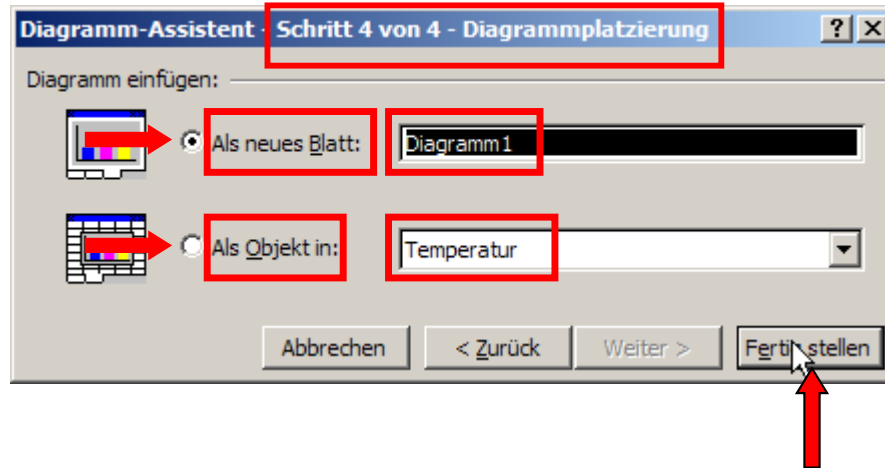 Diagramm-Assistent - Schritt 4 von 4 - Diagrammplatzierung
Diagramm einfügen:
Als neues Blatt: Diagramm1
Als Objekt in: Temperatur
Abbrechen < Zurück Weiter > Fertig stellen